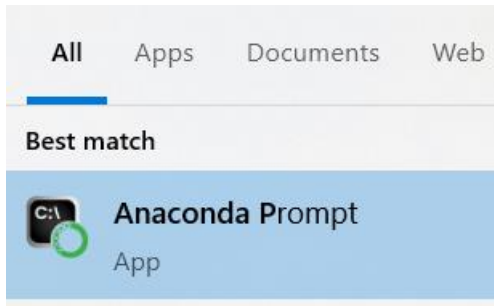 All Apps Documents Web
Best match
C:\
Anaconda Prompt
App